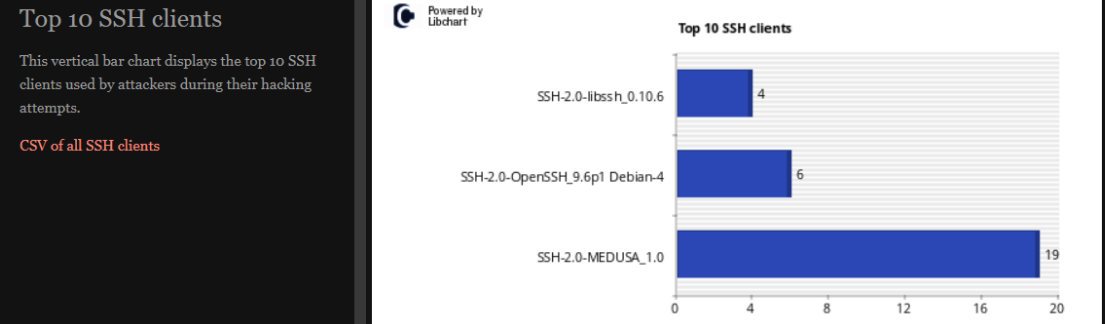 Top 10 SSH clients
This vertical bar chart displays the top 10 SSH
clients used by attackers during their hacking
attempts.
CSV of all SSH clients
Powered by
Libchart
Top 10 SSH clients
SSH-2.0-libssh_0.10.6
4
SSH-2.0-OpenSSH_9.6p1 Debian-4
6
SSH-2.0-MEDUSA_1.0
19
0 4 8 12 16 20